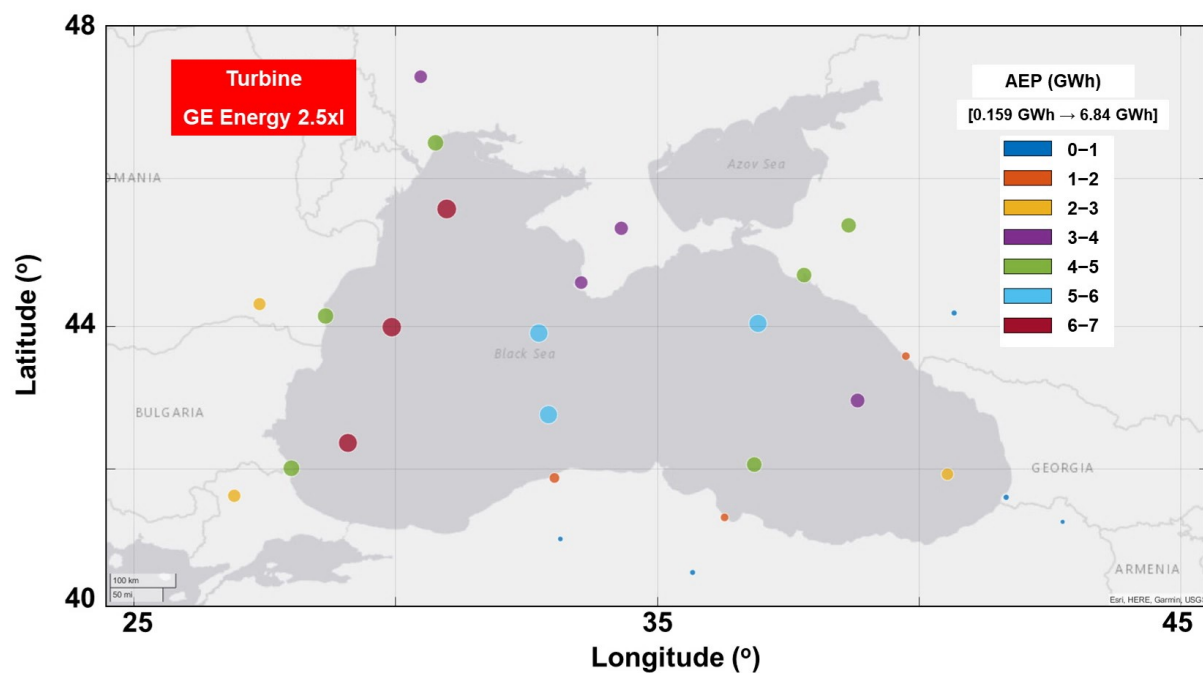 48
Turbine
GE Energy 2.5xl
AEP (GWh)
[0.159 GWh → 6.84 GWh]
0–1
1–2
2–3
3–4
4–5
5–6
6–7
Azov Sea
OMANIA
Latitude (º)
44
Black Sea
BULGARIA
GEORGIA
ARMENIA
100 km
50 mi
Esri, HERE, Garmin, USGS
40
25
35
45
Longitude (º)